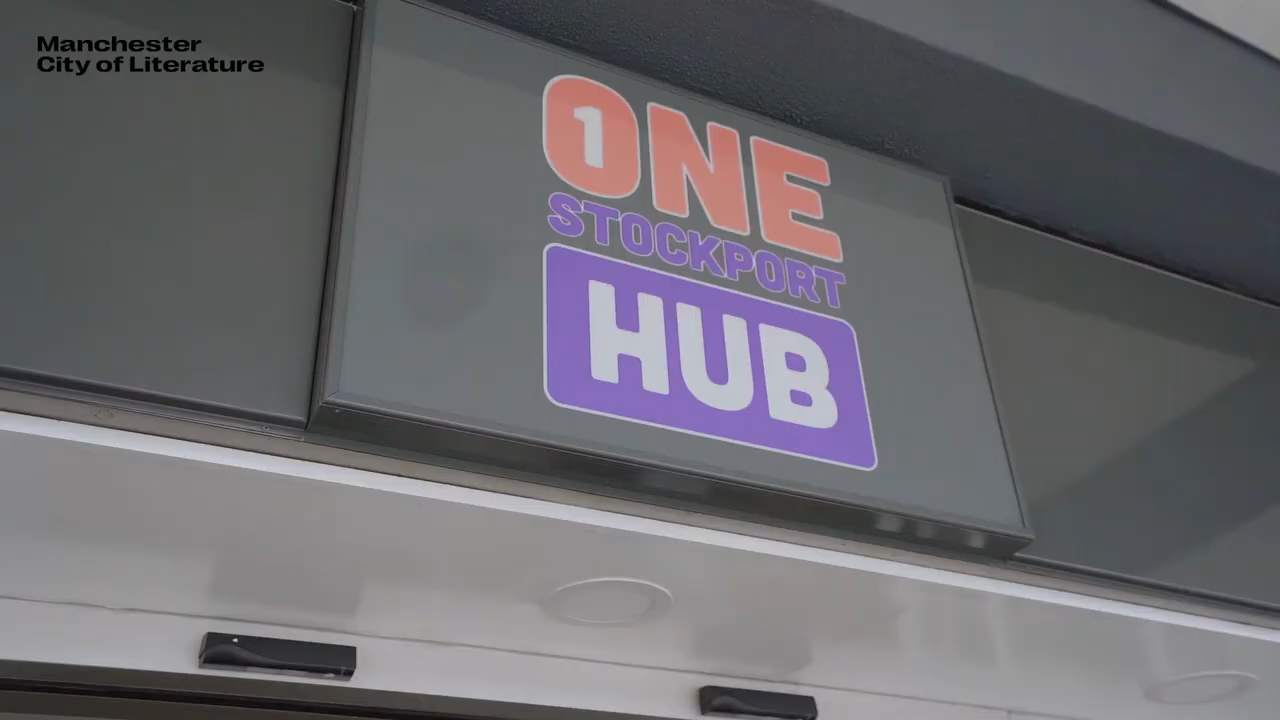 Manchester
City of Literature
1
ONE
STOCKPORT
HUB